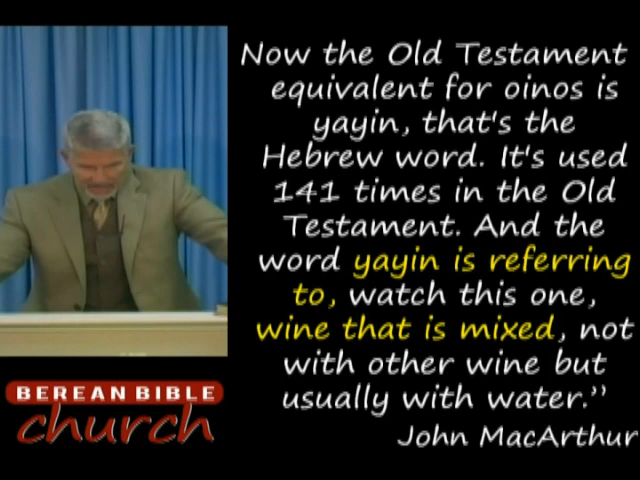 Now the Old Testament
equivalent for oinos is
yayin, that's the
Hebrew word. It's used
141 times in the Old
Testament. And the
word yayin is referring
to, watch this one,
wine that is mixed, not
with other wine but
usually with water.”
John MacArthur
BEREAN BIBLE
church